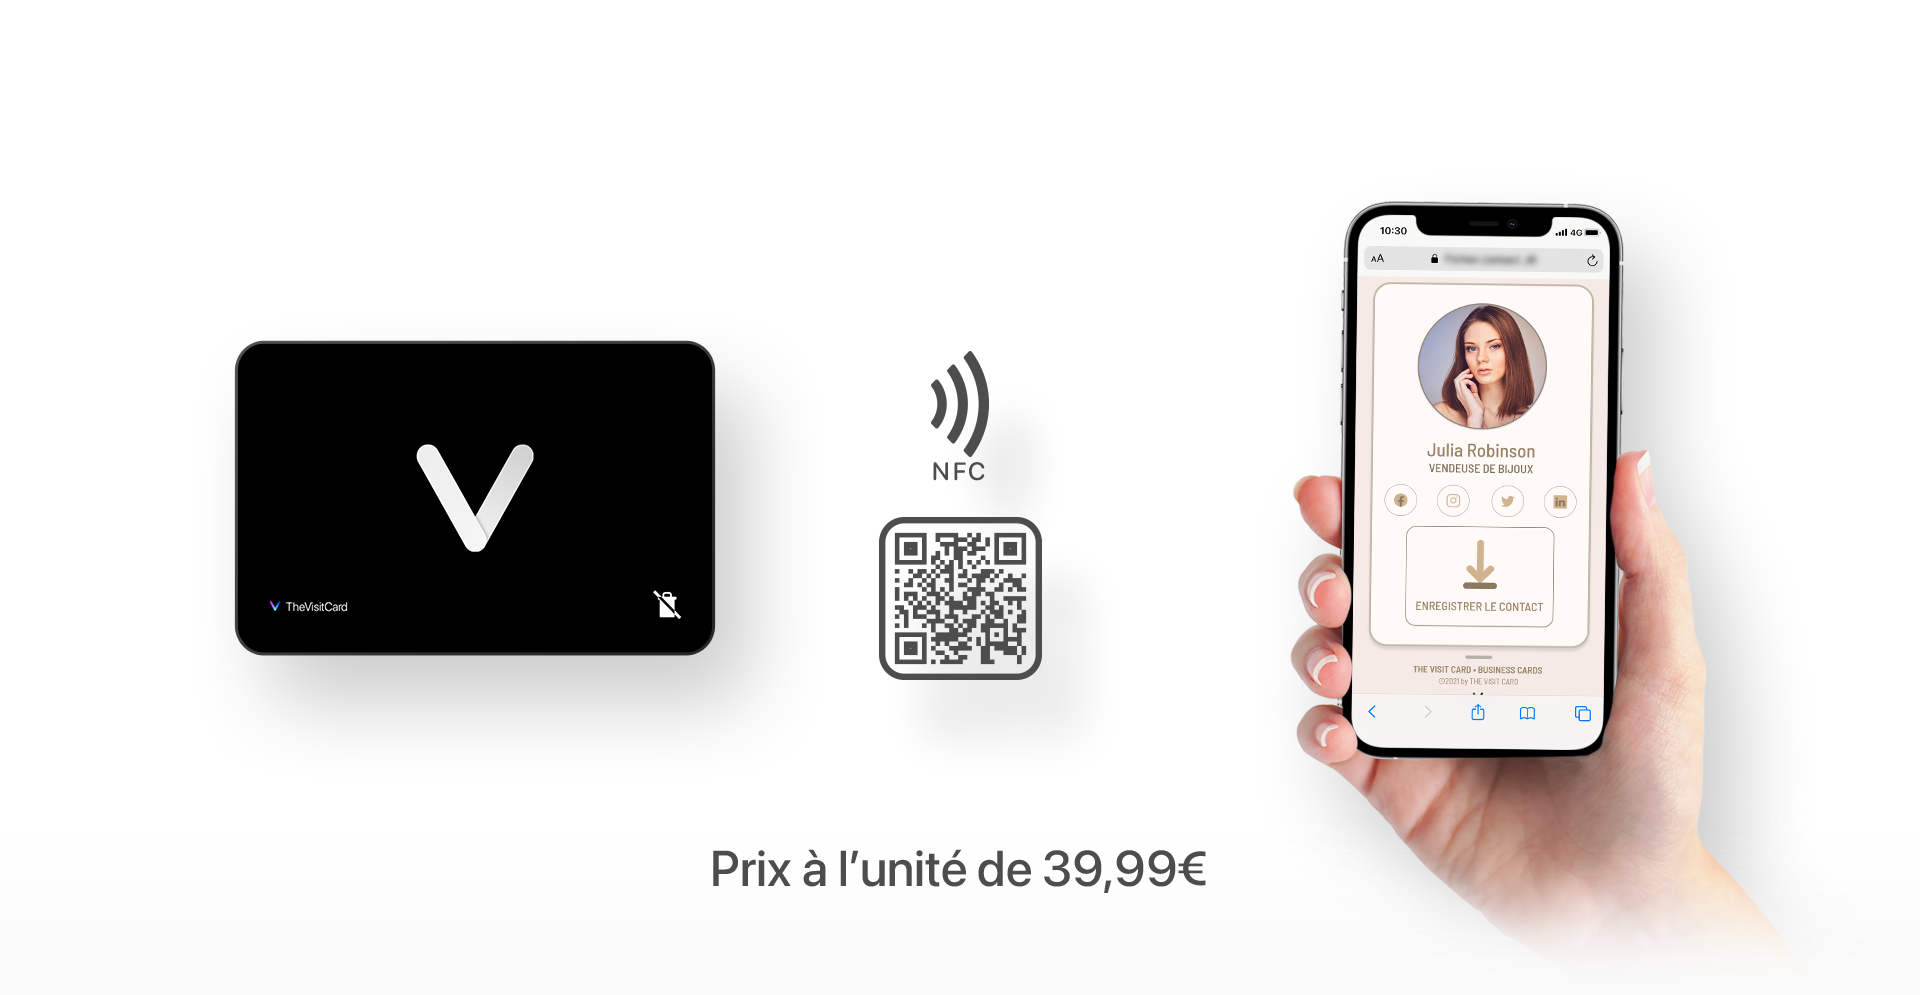 TheVisitCard
NFC
10:30
4G
AA
Julia Robinson
VENDEUSE DE BIJOUX
ENREGISTRER LE CONTACT
THE VISIT CARD • BUSINESS CARDS
©2021 by THE VISIT CARD
Prix à l’unité de 39,99€